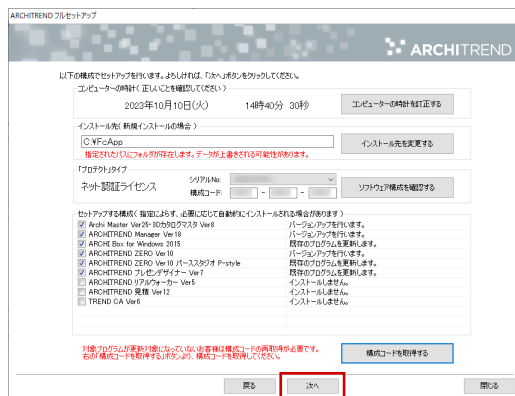 ARCHITREND フルセットアップ
ARCHITREND
以下の構成でセットアップを行います。よろしければ、「次へ」ボタンをクリックしてください。
コンピューターの時計( 正しいことを確認してください )
2023年10月10日(火) 14時40分 30秒 コンピューターの時計を訂正する
インストール先( 新規インストールの場合 )
C:¥FcApp インストール先を変更する
指定されたパスにフォルダが存在します。データが上書きされる可能性があります。
「プロテクト」タイプ
ネット認証ライセンス シリアルNo: ソフトウェア構成を確認する
構成コード: - - -
セットアップする構成( 指定によらず、必要に応じて自動的にインストールされる場合があります )
Archi Master Ver25・3Dカタログマスタ Ver8 バージョンアップを行います。
ARCHITREND Manager Ver18 バージョンアップを行います。
ARCHI Box for Windows 2015 既存のプログラムを更新します。
ARCHITREND ZERO Ver10 バージョンアップを行います。
ARCHITREND ZERO Ver10 パーススタジオ P-style 既存のプログラムを更新します。
ARCHITREND プレゼンデザイナー Ver7 既存のプログラムを更新します。
ARCHITREND リアルウォーカー Ver5 インストールしません。
ARCHITREND 見積 Ver12 インストールしません。
TREND CA Ver6 インストールしません。
対象プログラムが更新対象になっていないお客様は構成コードの再取得が必要です。
右の「構成コードを取得する」ボタンより、構成コードを取得してください。
構成コードを取得する
戻る 次へ 閉じる